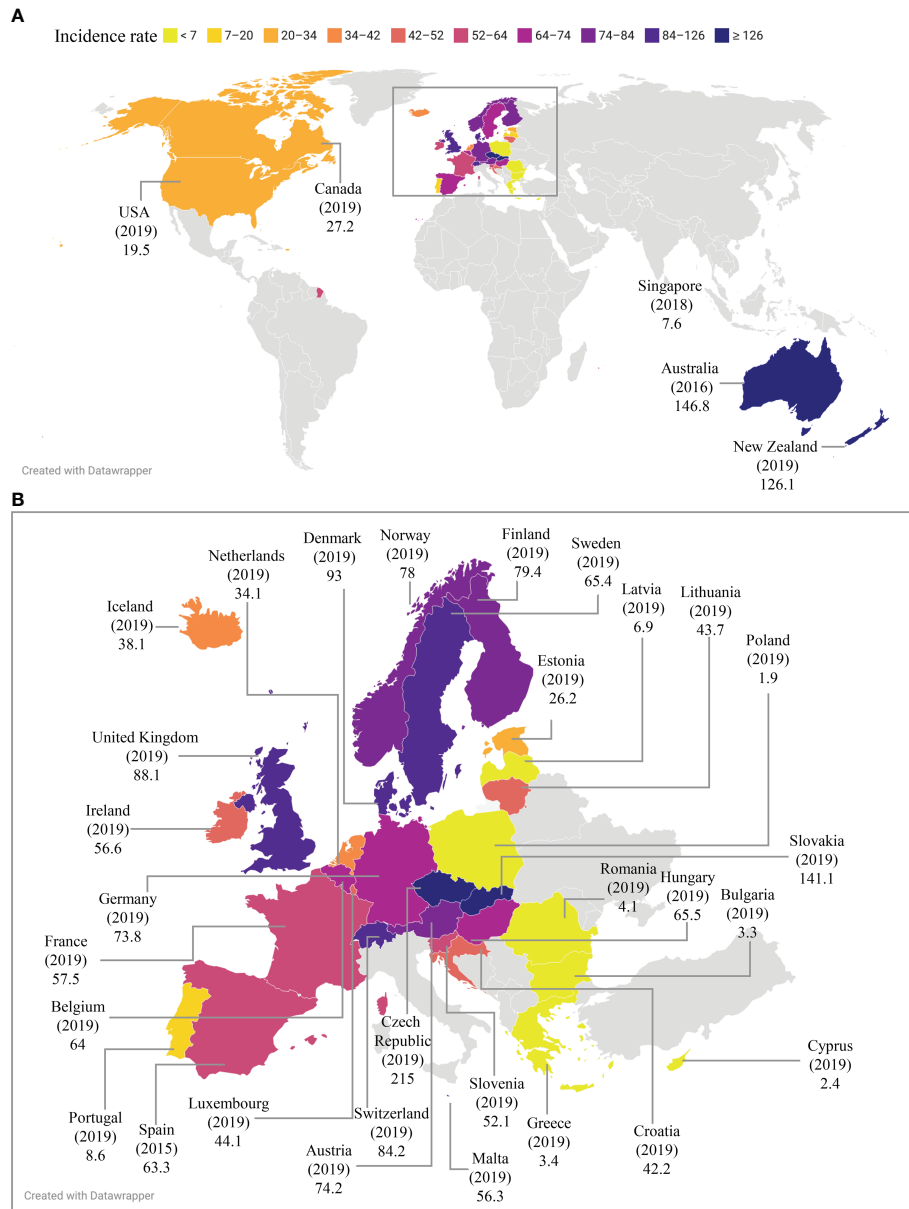 A
Incidence rate < 7 7–20 20–34 34–42 42–52 52–64 64–74 74–84 84–126 ≥ 126
USA
(2019)
19.5
Canada
(2019)
27.2
Singapore
(2018)
7.6
Australia
(2016)
146.8
New Zealand
(2019)
126.1
Created with Datawrapper
B
Iceland
(2019)
38.1
Netherlands
(2019)
34.1
Denmark
(2019)
93
Norway
(2019)
78
Finland
(2019)
79.4
Sweden
(2019)
65.4
Latvia
(2019)
6.9
Lithuania
(2019)
43.7
Poland
(2019)
1.9
Estonia
(2019)
26.2
United Kingdom
(2019)
88.1
Ireland
(2019)
56.6
Germany
(2019)
73.8
France
(2019)
57.5
Belgium
(2019)
64
Portugal
(2019)
8.6
Spain
(2015)
63.3
Luxembourg
(2019)
44.1
Austria
(2019)
74.2
Switzerland
(2019)
84.2
Czech
Republic
(2019)
215
Malta
(2019)
56.3
Slovenia
(2019)
52.1
Greece
(2019)
3.4
Croatia
(2019)
42.2
Cyprus
(2019)
2.4
Slovakia
(2019)
141.1
Romania
(2019)
4.1
Hungary
(2019)
65.5
Bulgaria
(2019)
3.3
Created with Datawrapper